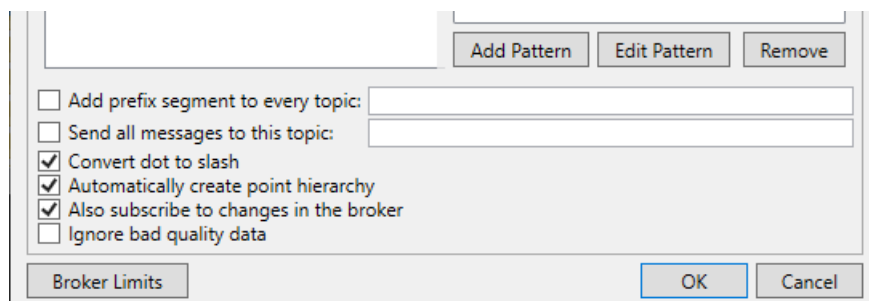 Add Pattern Edit Pattern Remove
Add prefix segment to every topic:
Send all messages to this topic:
Convert dot to slash
Automatically create point hierarchy
Also subscribe to changes in the broker
Ignore bad quality data
Broker Limits OK Cancel